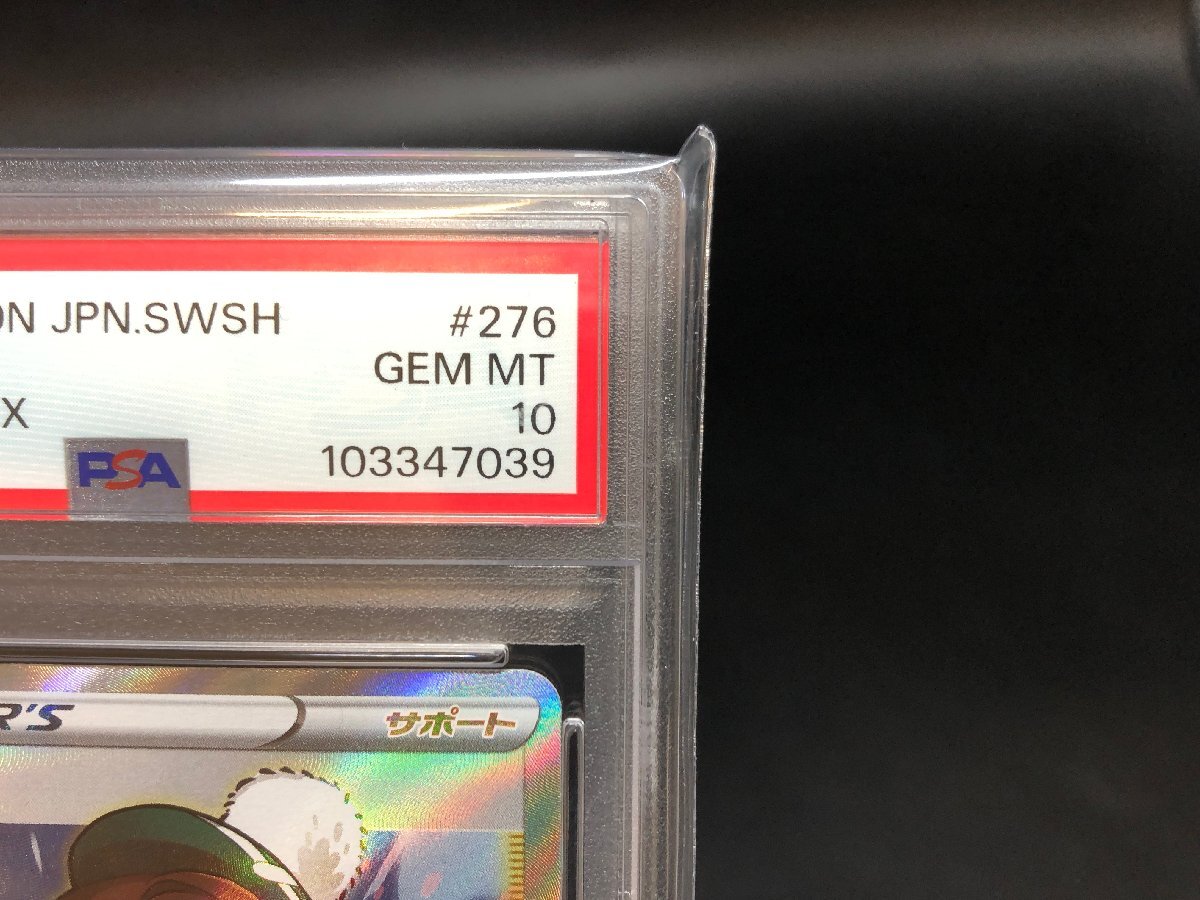 ON JPN.SWSH #276
GEM MT
X 10
PSA 103347039
R'S サポート